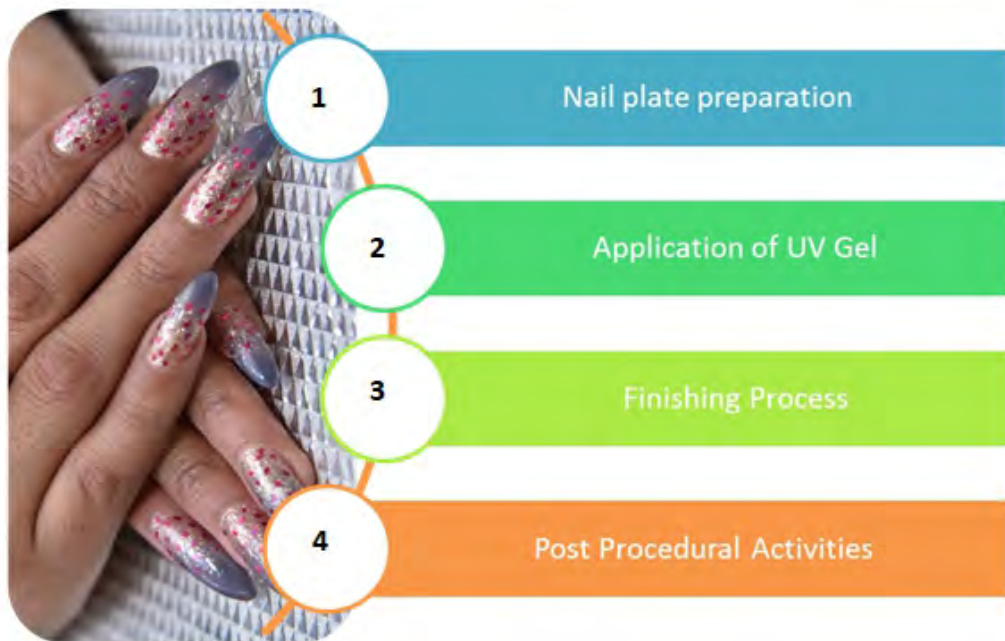 1
Nail plate preparation
2
Application of UV Gel
3
Finishing Process
4
Post Procedural Activities